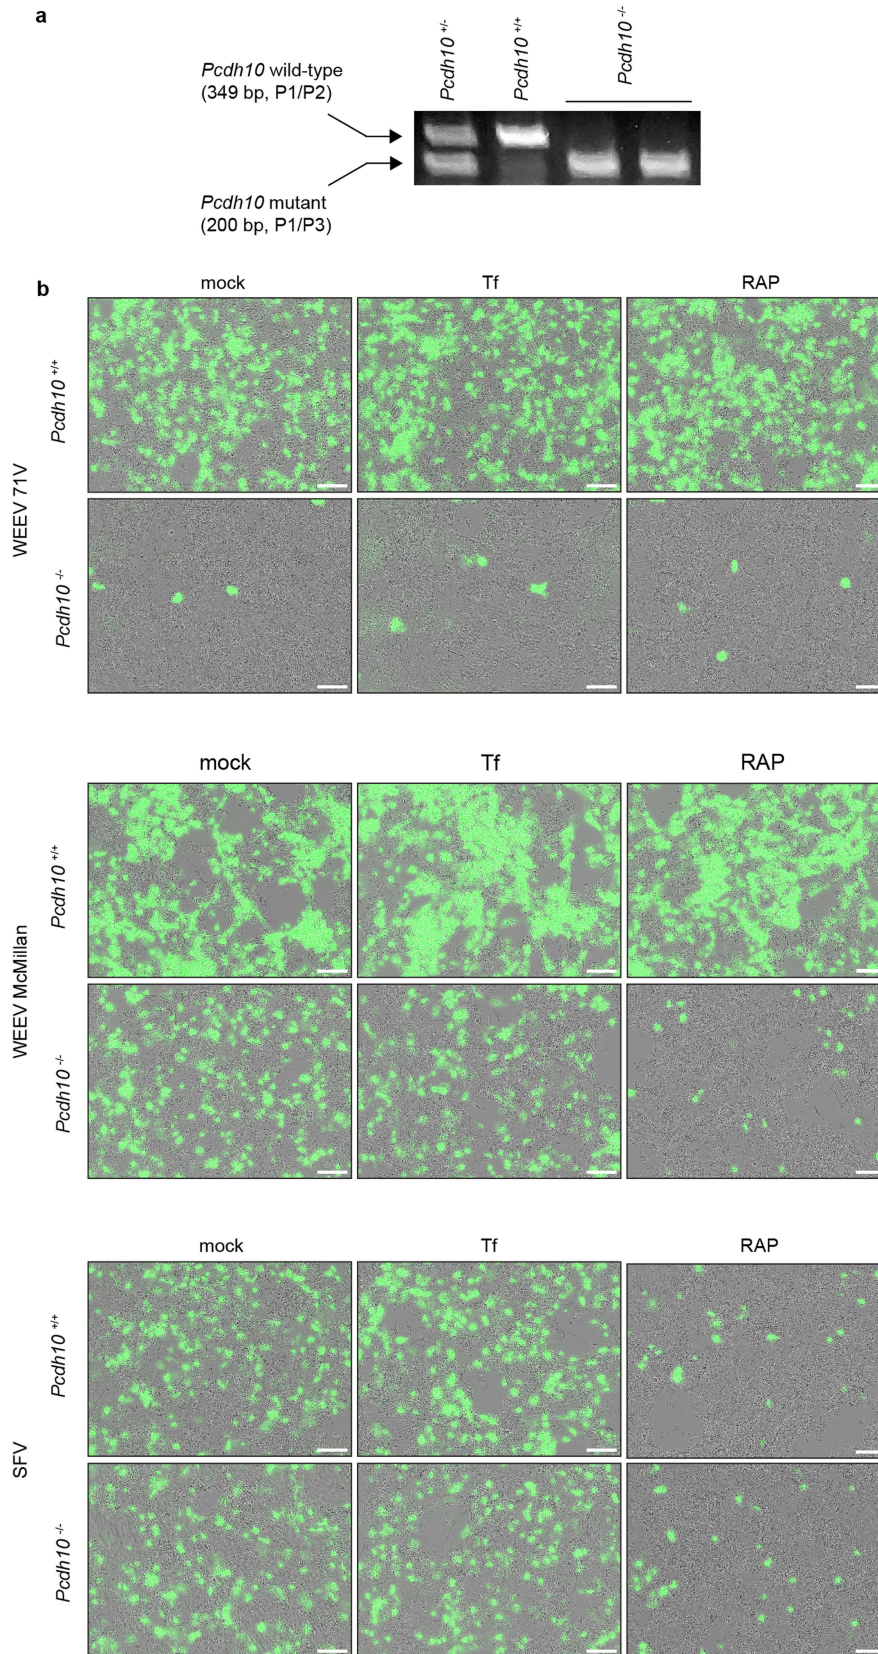 a
Pcdh10 +/-
Pcdh10 +/+
Pcdh10 -/-
Pcdh10 wild-type
(349 bp, P1/P2)
Pcdh10 mutant
(200 bp, P1/P3)
b
mock Tf RAP
WEEV 71V
Pcdh10 +/+
Pcdh10 -/-
mock Tf RAP
WEEV McMillan
Pcdh10 +/+
Pcdh10 -/-
mock Tf RAP
SFV
Pcdh10 +/+
Pcdh10 -/-